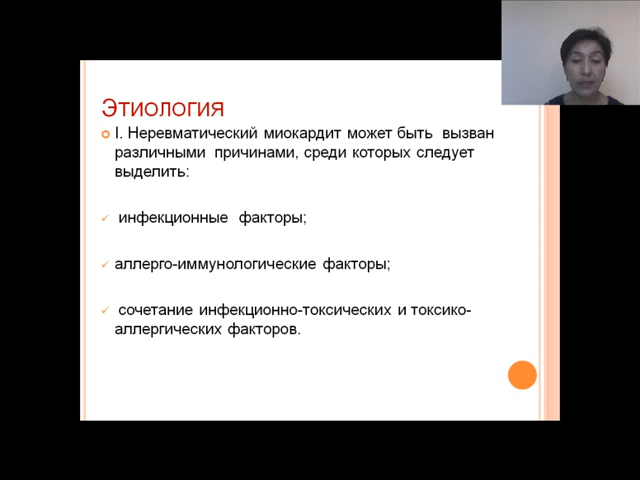 Этиология
I. Неревматический миокардит может быть вызван
различными причинами, среди которых следует
выделить:
инфекционные факторы;
аллерго-иммунологические факторы;
сочетание инфекционно-токсических и токсико-
аллергических факторов.